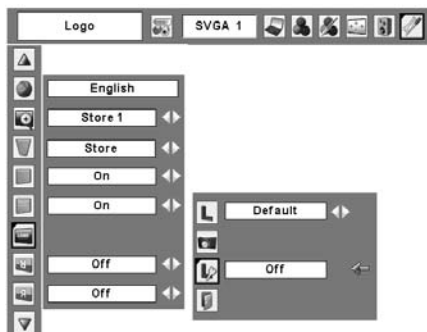 Logo SVGA 1
English
Store 1
Store
On
On
Default
Off
Off
Off